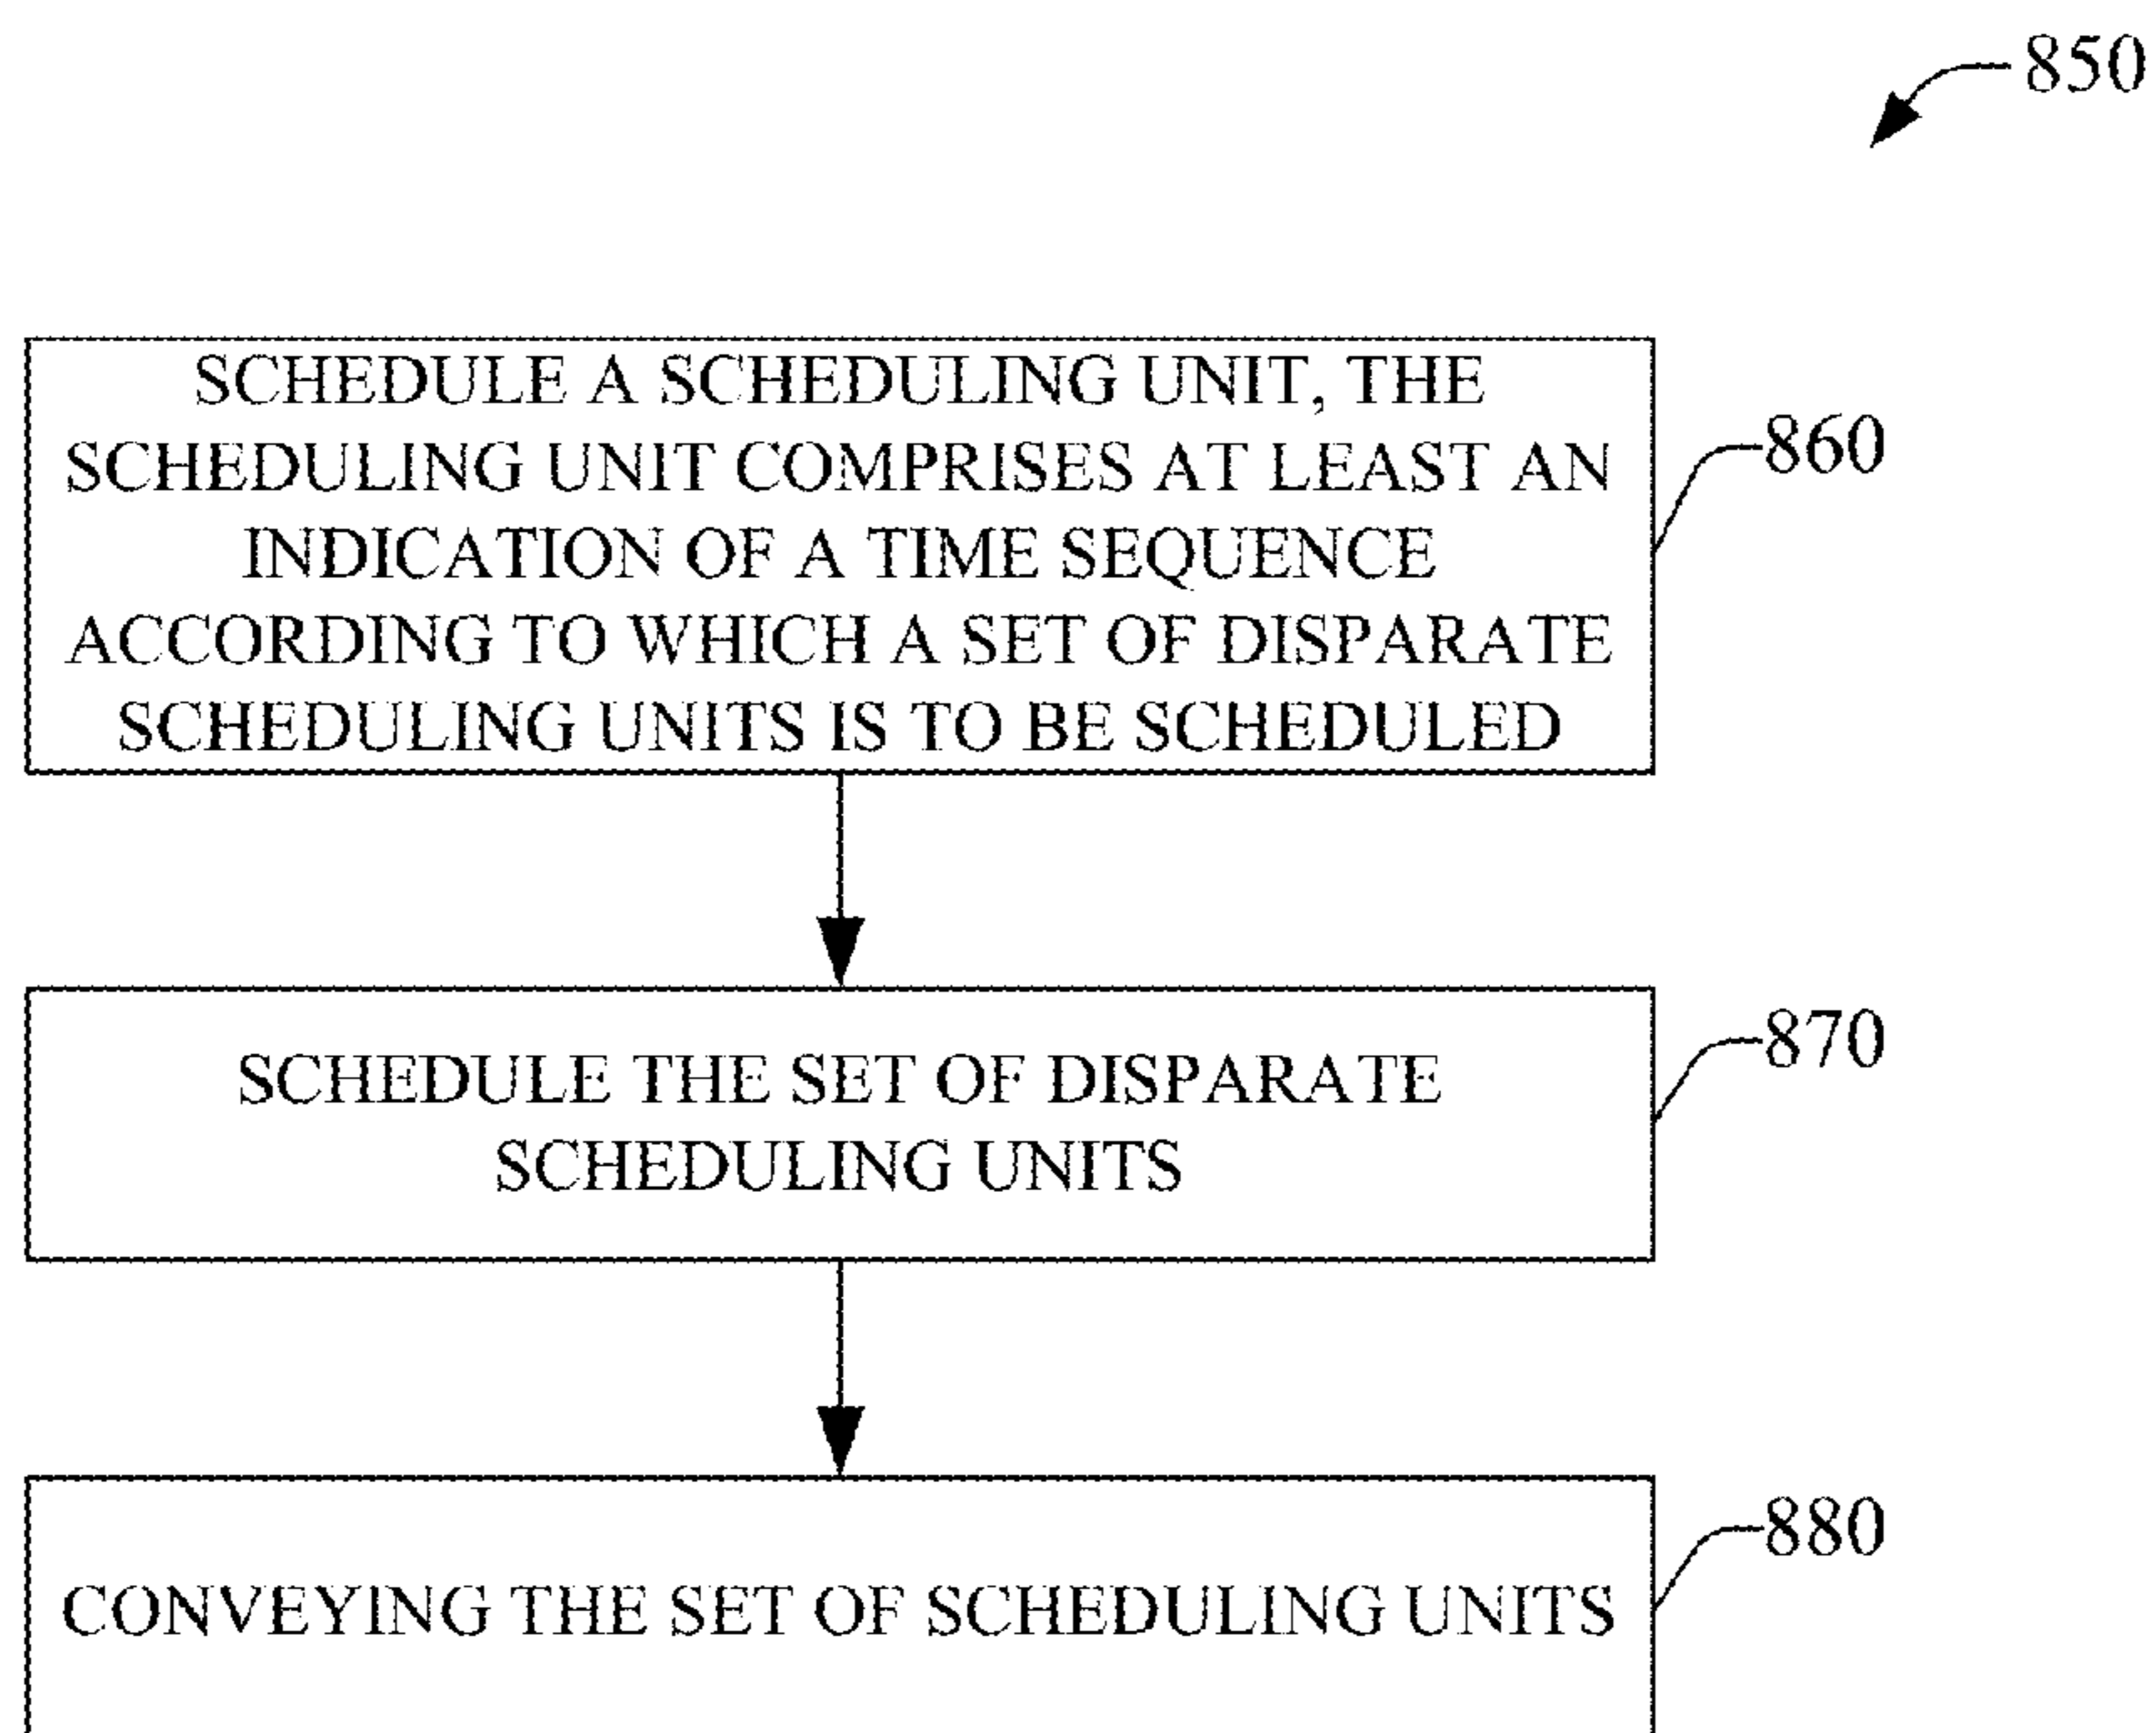 850
SCHEDULE A SCHEDULING UNIT, THE
SCHEDULING UNIT COMPRISES AT LEAST AN
INDICATION OF A TIME SEQUENCE
ACCORDING TO WHICH A SET OF DISPARATE
SCHEDULING UNITS IS TO BE SCHEDULED
860
SCHEDULE THE SET OF DISPARATE
SCHEDULING UNITS
870
CONVEYING THE SET OF SCHEDULING UNITS
880